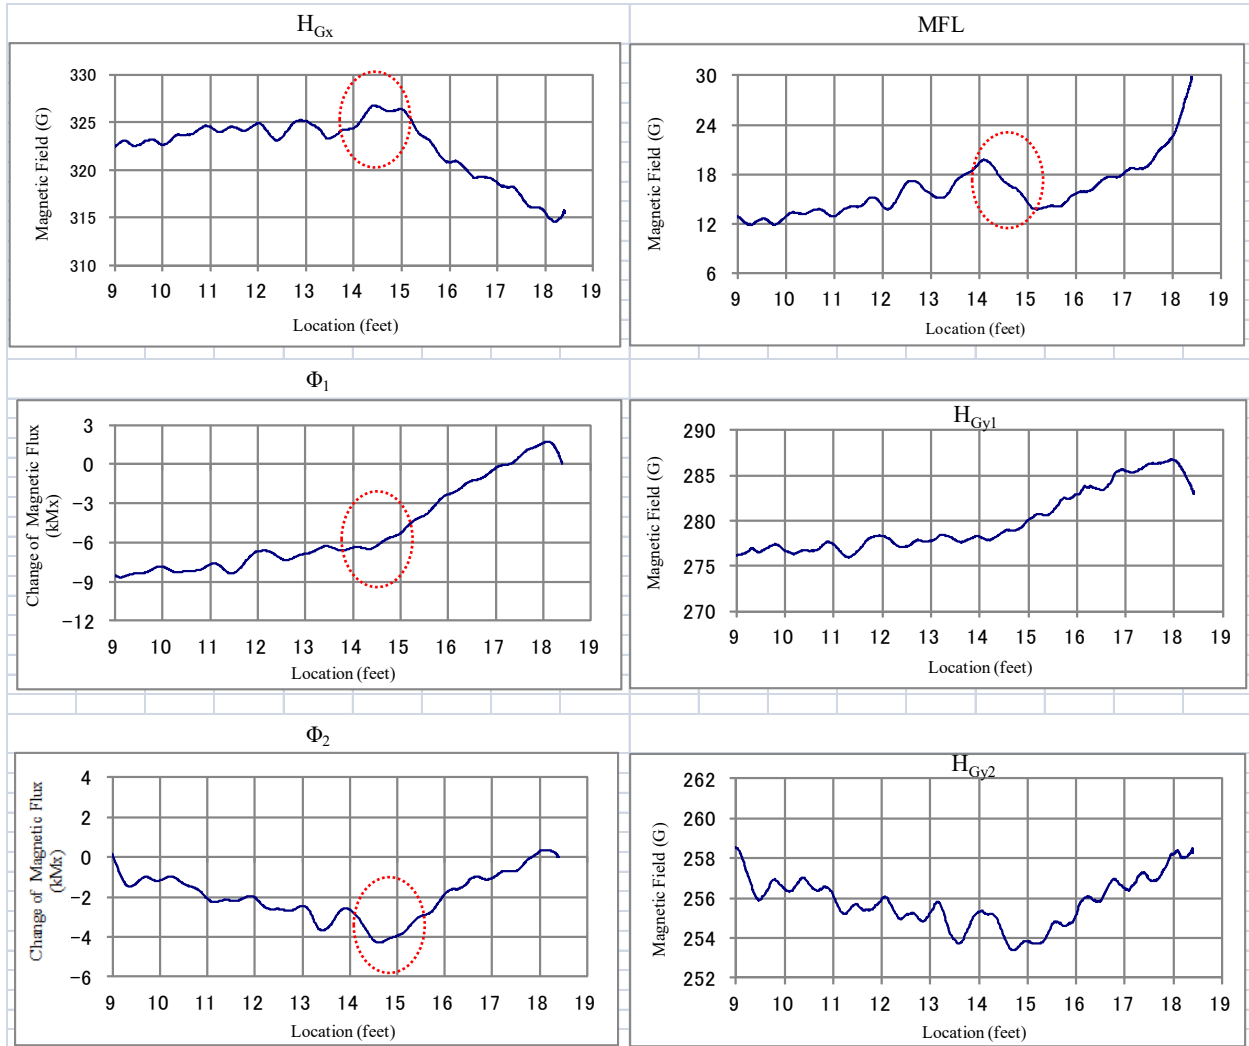 H_Gx
Magnetic Field (G)
330
325
320
315
310
9 10 11 12 13 14 15 16 17 18 19
Location (feet)
MFL
Magnetic Field (G)
30
24
18
12
6
9 10 11 12 13 14 15 16 17 18 19
Location (feet)
Φ₁
Change of Magnetic Flux
(kMx)
3
0
−3
−6
−9
−12
9 10 11 12 13 14 15 16 17 18 19
Location (feet)
H_Gy1
Magnetic Field (G)
290
285
280
275
270
9 10 11 12 13 14 15 16 17 18 19
Location (feet)
Φ₂
Change of Magnetic Flux
(kMx)
4
2
0
−2
−4
−6
9 10 11 12 13 14 15 16 17 18 19
Location (feet)
H_Gy2
Magnetic Field (G)
262
260
258
256
254
252
9 10 11 12 13 14 15 16 17 18 19
Location (feet)